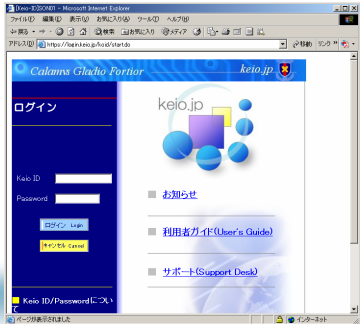 [Keio-ID]SON01 - Microsoft Internet Explorer
ファイル(F) 編集(E) 表示(V) お気に入り(A) ツール(T) ヘルプ(H)
戻る 検索 お気に入り メディア
アドレス(D) https://login.keio.jp/koid/start.do 移動 リンク
Calamvs Gladio Fortior keio.jp
ログイン
keio.jp
Keio ID
Password
ログイン Login
キャンセル Cancel
お知らせ
利用者ガイド(User's Guide)
サポート(Support Desk)
Keio ID/Passwordについ
て
ページが表示されました インターネット